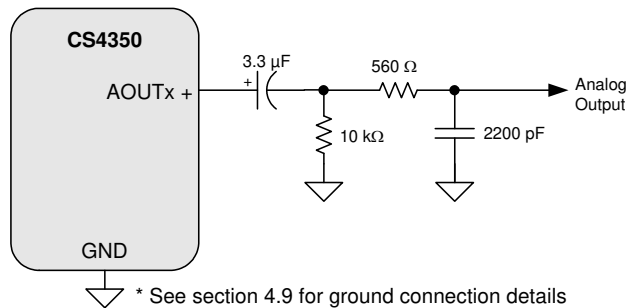 CS4350
3.3 µF
560 Ω
AOUTx +
+
Analog
Output
10 kΩ
2200 pF
GND
* See section 4.9 for ground connection details